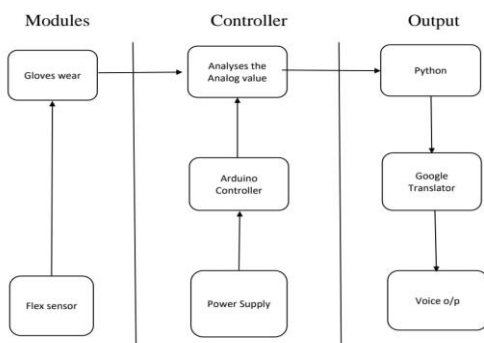 Modules
Controller
Output
Gloves wear
Analyses the
Analog value
Python
Arduino
Controller
Google
Translator
Flex sensor
Power Supply
Voice o/p